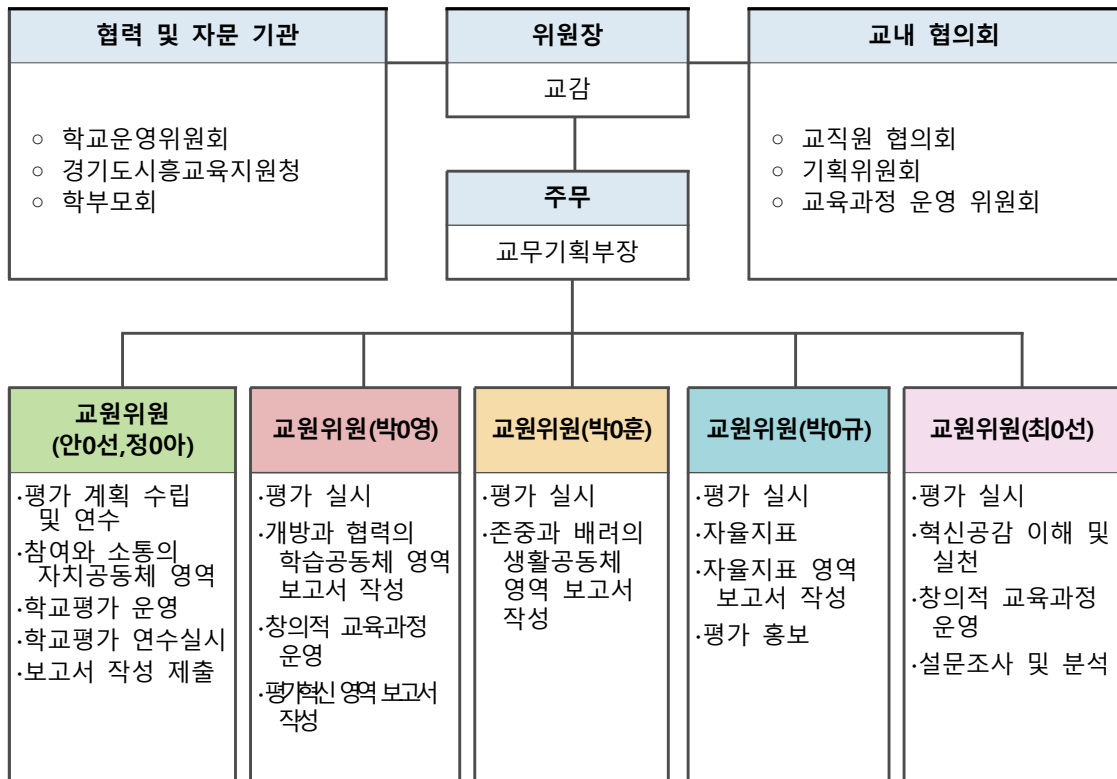 협력 및 자문 기관
○ 학교운영위원회
○ 경기도시흥교육지원청
○ 학부모회
위원장
교감
주무
교무기획부장
교내 협의회
○ 교직원 협의회
○ 기획위원회
○ 교육과정 운영 위원회
교원위원
(안0선,정0아)
·평가 계획 수립
및 연수
·참여와 소통의
자치공동체 영역
·학교평가 운영
·학교평가 연수실시
·보고서 작성 제출
교원위원(박0영)
·평가 실시
·개방과 협력의
학습공동체 영역
보고서 작성
·창의적 교육과정
운영
·평가혁신 영역 보고서
작성
교원위원(박0훈)
·평가 실시
·존중과 배려의
생활공동체
영역 보고서
작성
교원위원(박0규)
·평가 실시
·자율지표
·자율지표 영역
보고서 작성
·평가 홍보
교원위원(최0선)
·평가 실시
·혁신공감 이해 및
실천
·창의적 교육과정
운영
·설문조사 및 분석